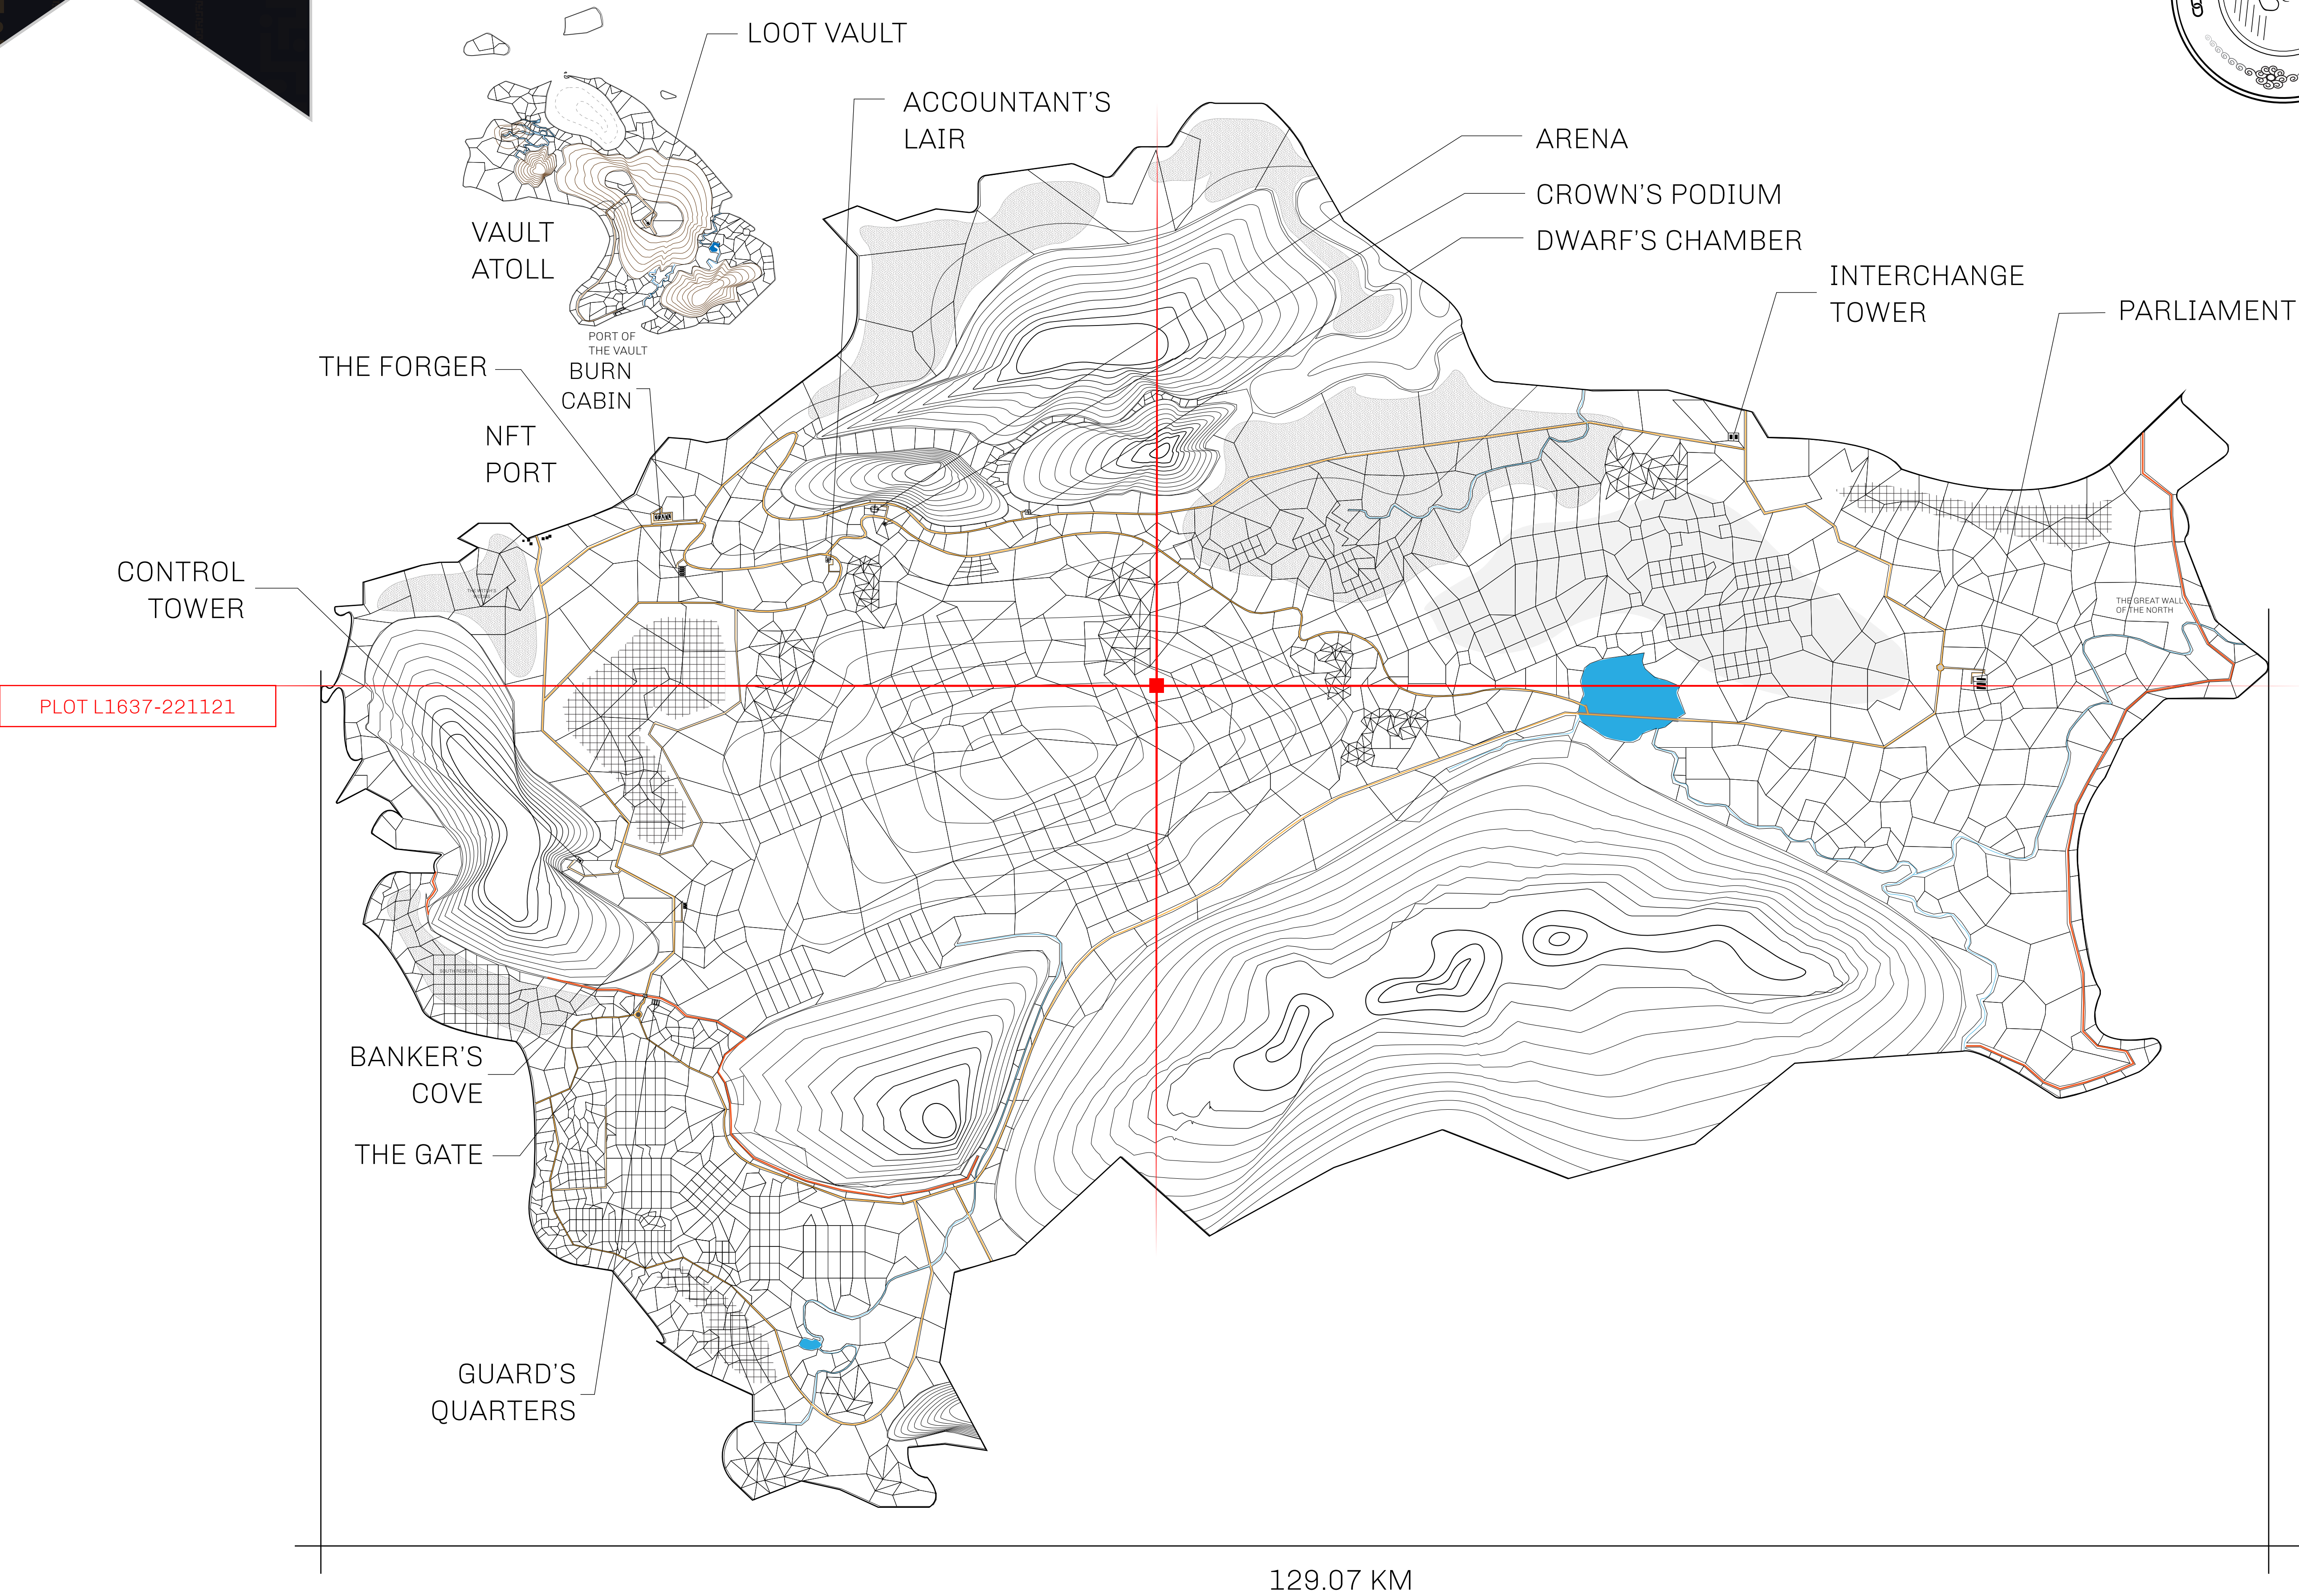 LOOT VAULT
ACCOUNTANT'S
LAIR
ARENA
CROWN'S PODIUM
DWARF'S CHAMBER
INTERCHANGE
TOWER
PARLIAMENT
VAULT
ATOLL
PORT OF
THE VAULT
THE FORGER
BURN
CABIN
NFT
PORT
CONTROL
TOWER
THE GREAT WALL
OF THE NORTH
PLOT L1637-221121
SOUTH RESERVE
BANKER'S
COVE
THE GATE
GUARD'S
QUARTERS
129.07 KM